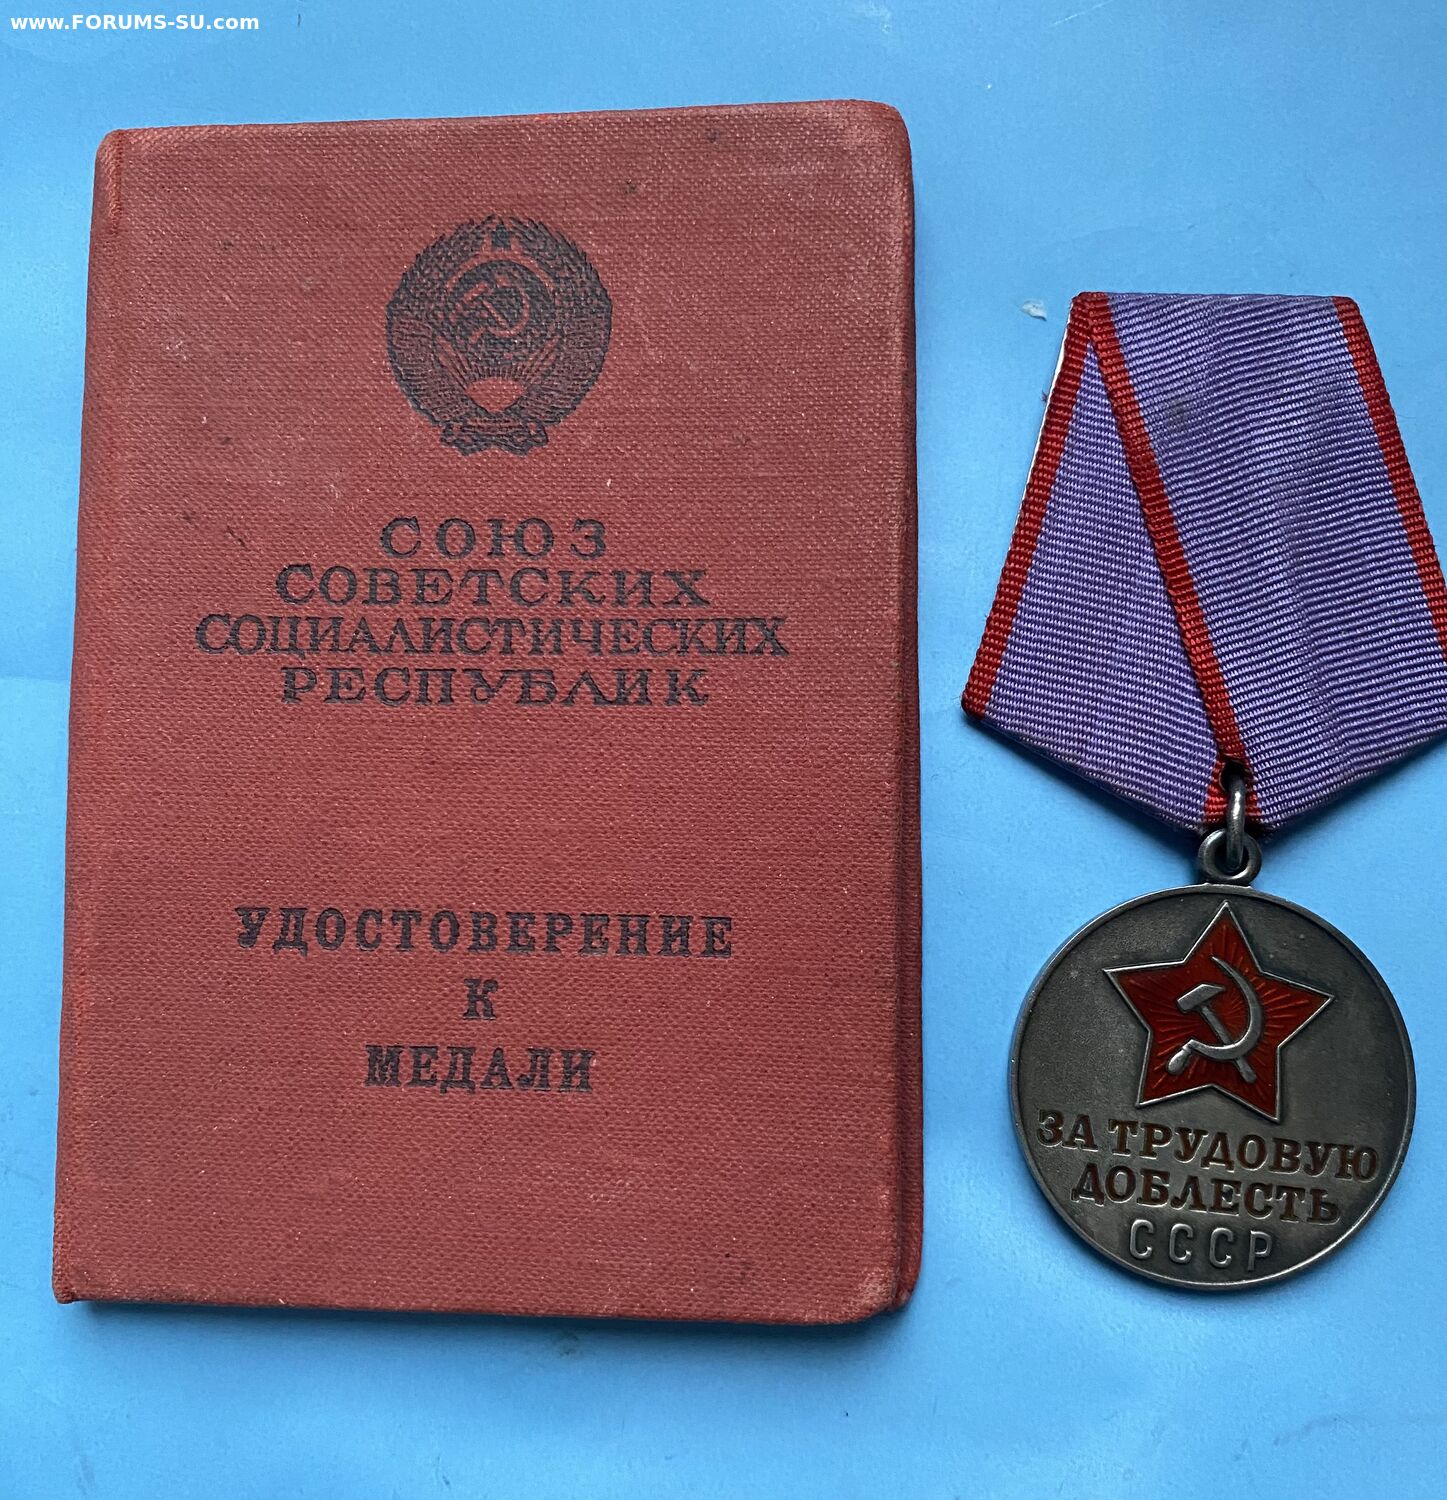 www.FORUMS-SU.com
СОЮЗ
СОВЕТСКИХ
СОЦИАЛИСТИЧЕСКИХ
РЕСПУБЛИК
УДОСТОВЕРЕНИЕ
К
МЕДАЛИ
ЗА ТРУДОВУЮ
ДОБЛЕСТЬ
СССР